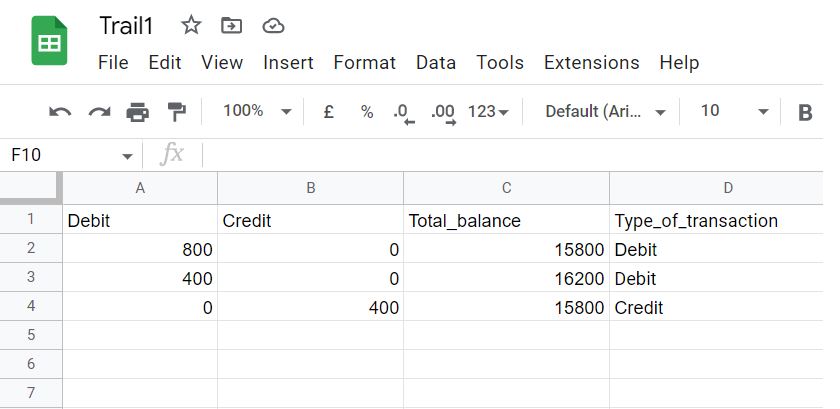 Trail1
File Edit View Insert Format Data Tools Extensions Help
100% £ % .0 .00 123 Default (Ari... 10 B
F10 fx
A B C D
1 Debit Credit Total_balance Type_of_transaction
2 800 0 15800 Debit
3 400 0 16200 Debit
4 0 400 15800 Credit
5
6
7